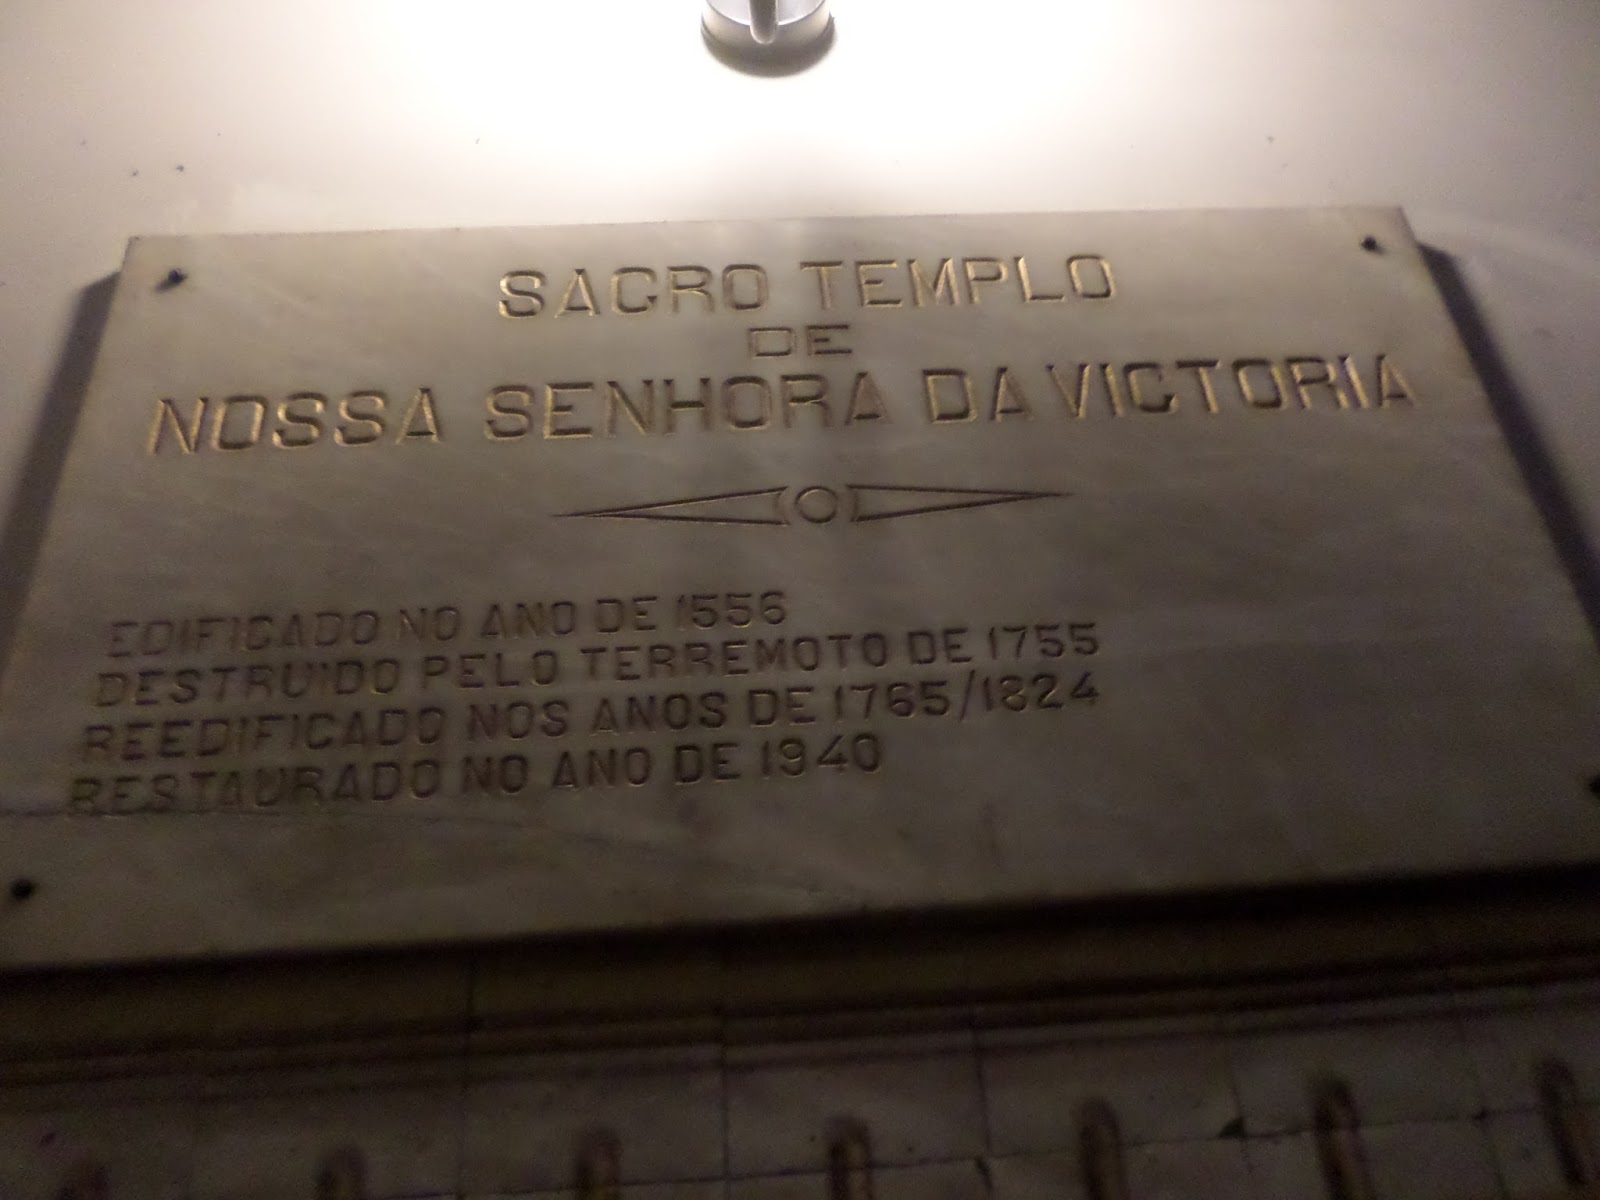 SACRO TEMPLO
DE
NOSSA SENHORA DA VICTORIA
EDIFICADO NO ANO DE 1556
DESTRUIDO PELO TERREMOTO DE 1755
REEDIFICADO NOS ANOS DE 1765/1824
RESTAURADO NO ANO DE 1940